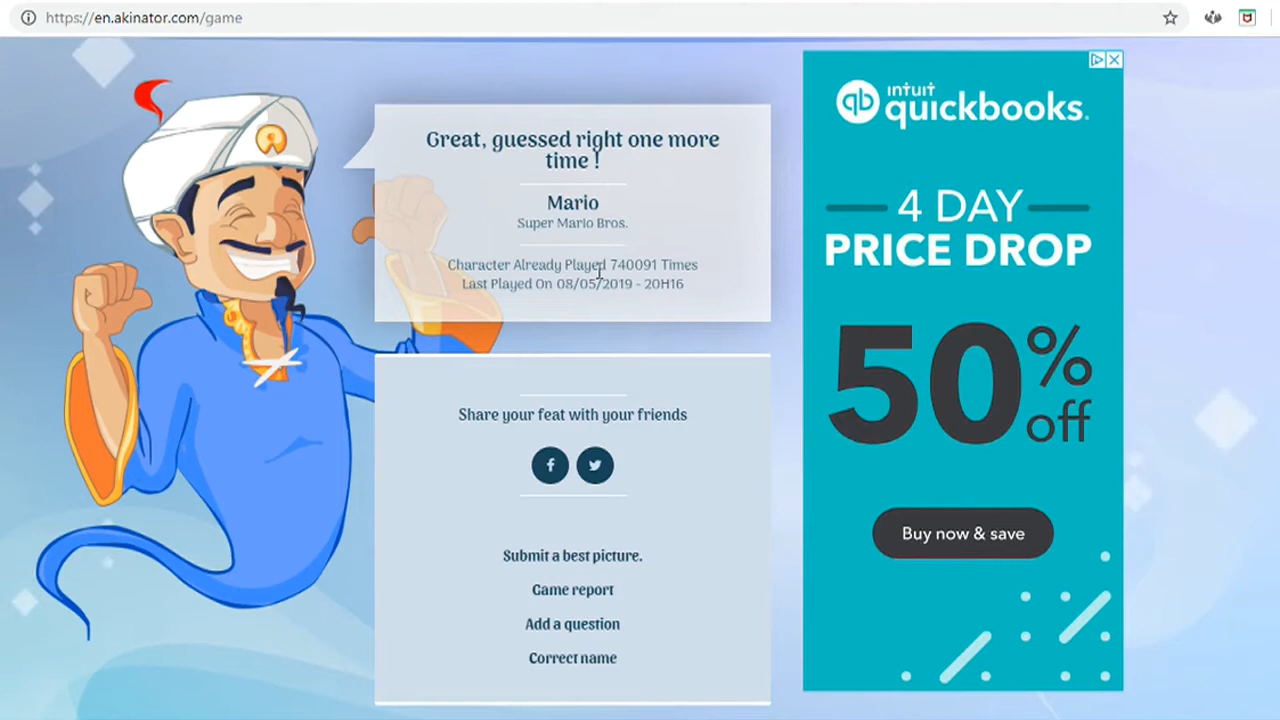 https://en.akinator.com/game
Great, guessed right one more
time !
Mario
Super Mario Bros.
Character Already Played 740091 Times
Last Played On 08/05/2019 - 20H16
Share your feat with your friends
Submit a best picture.
Game report
Add a question
Correct name
qb intuit
quickbooks.
4 DAY
PRICE DROP
50%
off
Buy now & save